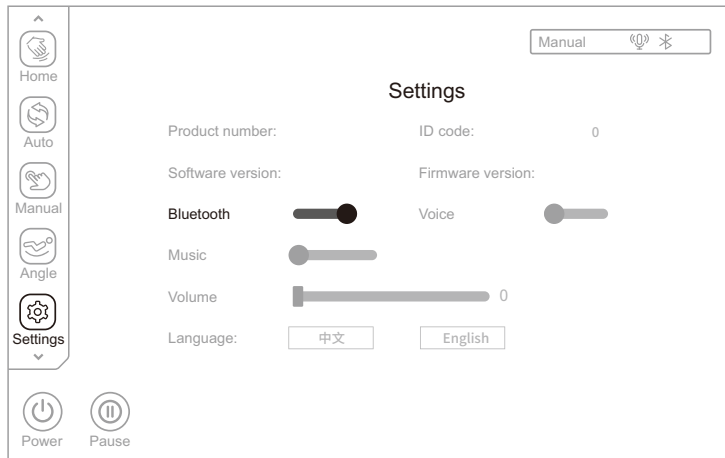 Home
Auto
Manual
Angle
Settings
Power
Pause
Manual
Settings
Product number:
ID code: 0
Software version:
Firmware version:
Bluetooth
Voice
Music
Volume 0
Language: 中文 English